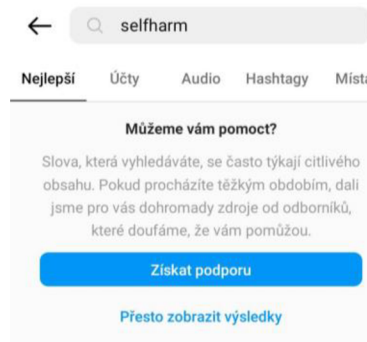 selfharm
Nejlepší Účty Audio Hashtagy Místa
Můžeme vám pomoct?
Slova, která vyhledáváte, se často týkají citlivého
obsahu. Pokud procházíte těžkým obdobím, dali
jsme pro vás dohromady zdroje od odborníků,
které doufáme, že vám pomůžou.
Získat podporu
Přesto zobrazit výsledky